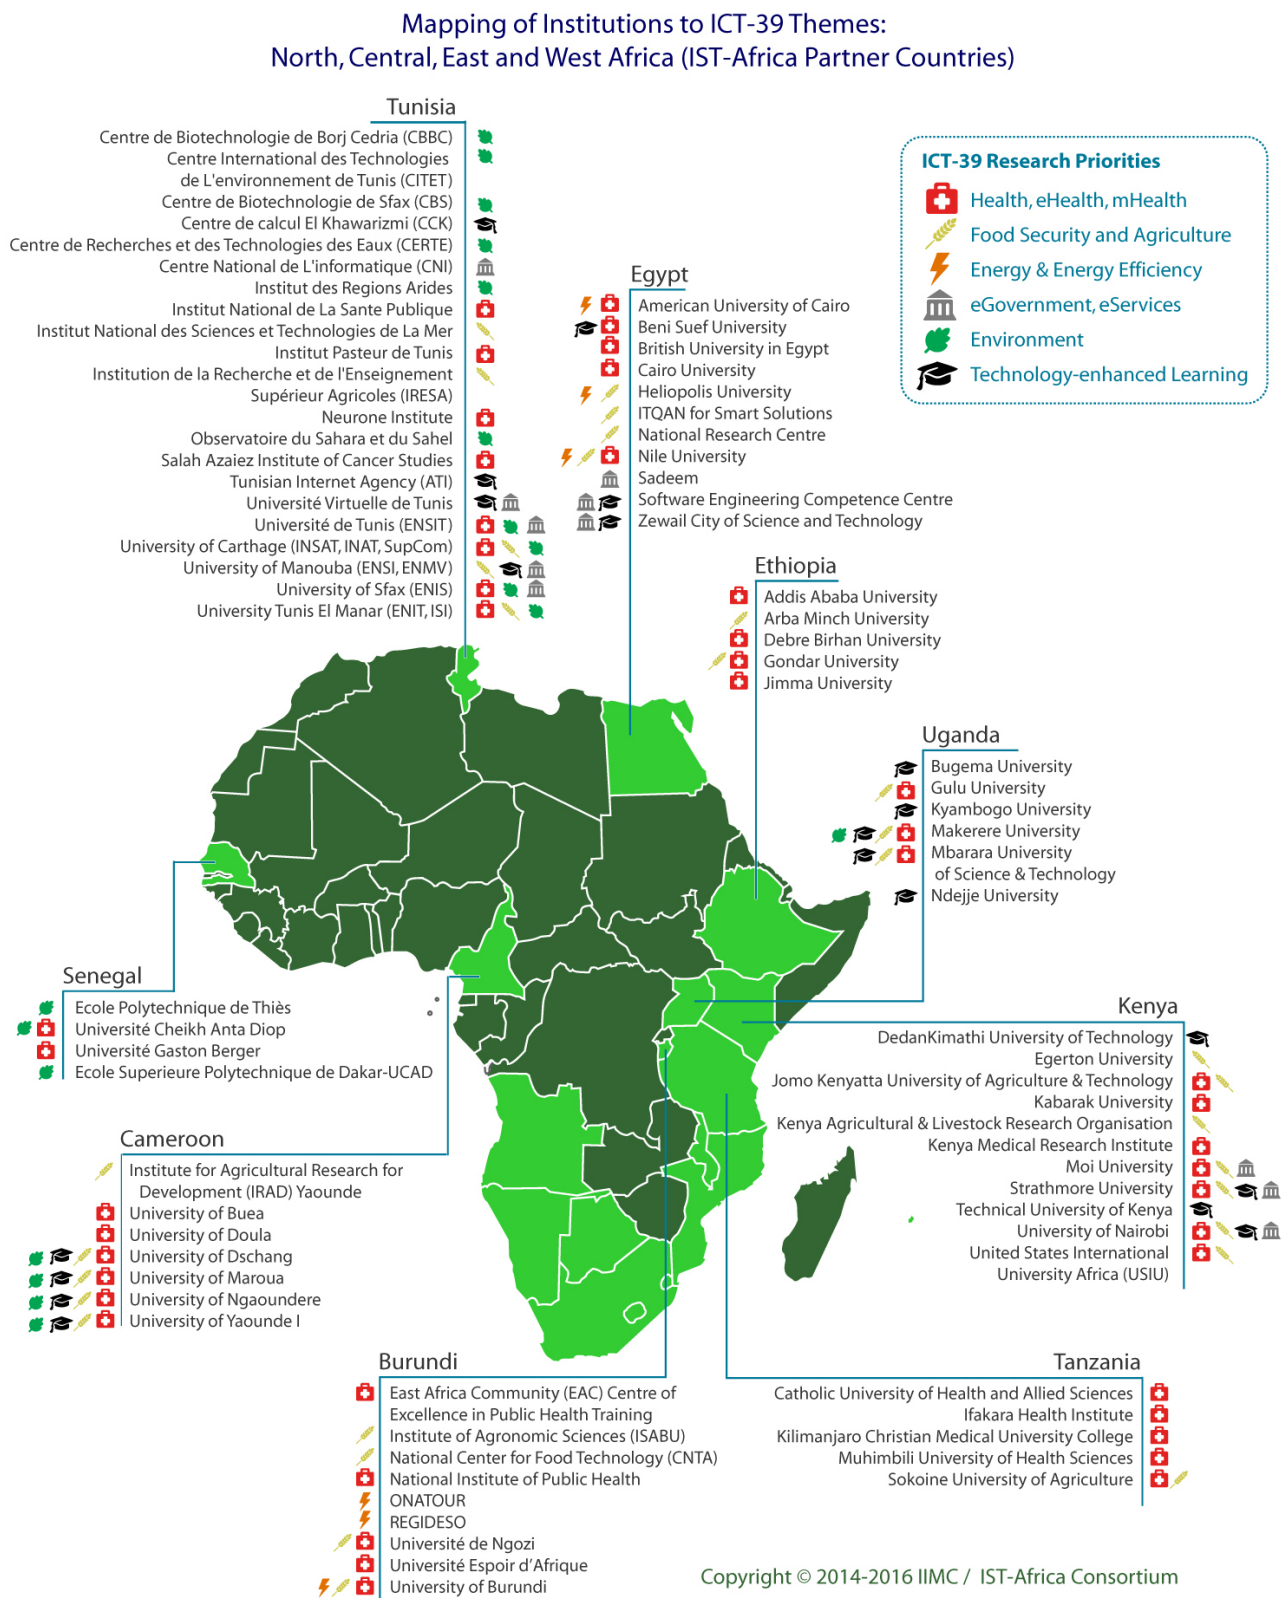 Mapping of Institutions to ICT-39 Themes:
North, Central, East and West Africa (IST-Africa Partner Countries)
Tunisia
Centre de Biotechnologie de Borj Cedria (CBBC)
Centre International des Technologies
de L'environnement de Tunis (CITET)
Centre de Biotechnologie de Sfax (CBS)
Centre de calcul El Khawarizmi (CCK)
Centre de Recherches et des Technologies des Eaux (CERTE)
Centre National de L'informatique (CNI)
Institut des Regions Arides
Institut National de La Sante Publique
Institut National des Sciences et Technologies de La Mer
Institut Pasteur de Tunis
Institution de la Recherche et de l'Enseignement
Supérieur Agricoles (IRESA)
Neurone Institute
Observatoire du Sahara et du Sahel
Salah Azaiez Institute of Cancer Studies
Tunisian Internet Agency (ATI)
Université Virtuelle de Tunis
Université de Tunis (ENSIT)
University of Carthage (INSAT, INAT, SupCom)
University of Manouba (ENSI, ENMV)
University of Sfax (ENIS)
University Tunis El Manar (ENIT, ISI)
ICT-39 Research Priorities
Health, eHealth, mHealth
Food Security and Agriculture
Energy & Energy Efficiency
eGovernment, eServices
Environment
Technology-enhanced Learning
Egypt
American University of Cairo
Beni Suef University
British University in Egypt
Cairo University
Heliopolis University
ITQAN for Smart Solutions
National Research Centre
Nile University
Sadeem
Software Engineering Competence Centre
Zewail City of Science and Technology
Ethiopia
Addis Ababa University
Arba Minch University
Debre Birhan University
Gondar University
Jimma University
Uganda
Bugema University
Gulu University
Kyambogo University
Makerere University
Mbarara University
of Science & Technology
Ndejje University
Senegal
Ecole Polytechnique de Thiès
Université Cheikh Anta Diop
Université Gaston Berger
Ecole Superieure Polytechnique de Dakar-UCAD
Kenya
DedanKimathi University of Technology
Egerton University
Jomo Kenyatta University of Agriculture & Technology
Kabarak University
Kenya Agricultural & Livestock Research Organisation
Kenya Medical Research Institute
Moi University
Strathmore University
Technical University of Kenya
University of Nairobi
United States International
University Africa (USIU)
Cameroon
Institute for Agricultural Research for
Development (IRAD) Yaounde
University of Buea
University of Doula
University of Dschang
University of Maroua
University of Ngaoundere
University of Yaounde I
Burundi
East Africa Community (EAC) Centre of
Excellence in Public Health Training
Institute of Agronomic Sciences (ISABU)
National Center for Food Technology (CNTA)
National Institute of Public Health
ONATOUR
REGIDESO
Université de Ngozi
Université Espoir d'Afrique
University of Burundi
Tanzania
Catholic University of Health and Allied Sciences
Ifakara Health Institute
Kilimanjaro Christian Medical University College
Muhimbili University of Health Sciences
Sokoine University of Agriculture
Copyright © 2014-2016 IIMC / IST-Africa Consortium